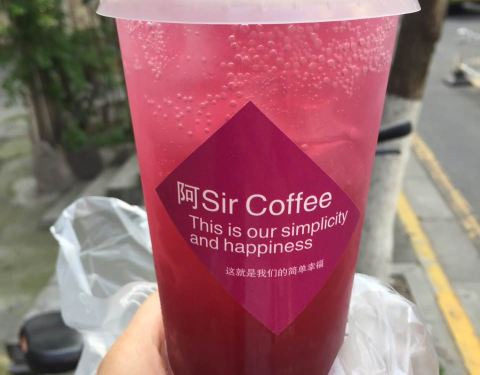 阿Sir Coffee
This is our simplicity
and happiness
这就是我们的简单幸福